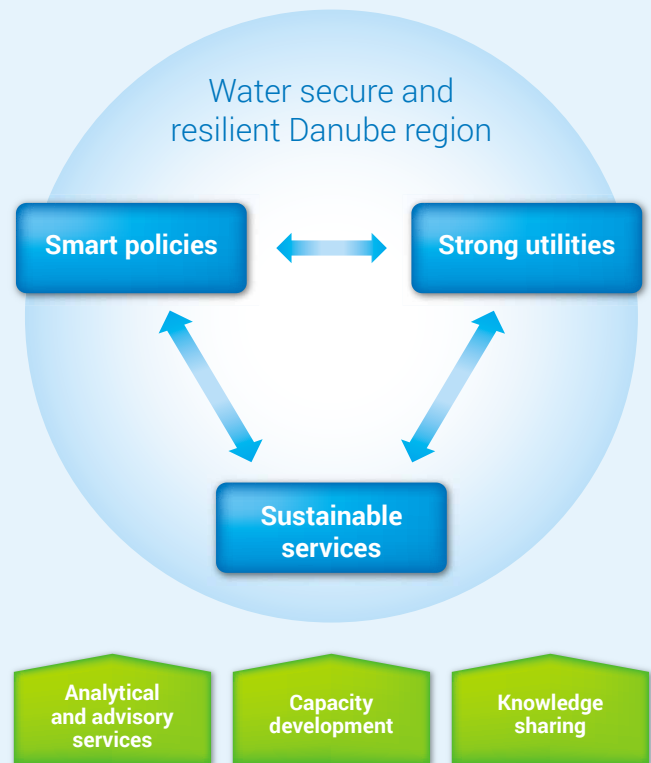 Water secure and
resilient Danube region
Smart policies
Strong utilities
Sustainable
services
Analytical
and advisory
services
Capacity
development
Knowledge
sharing